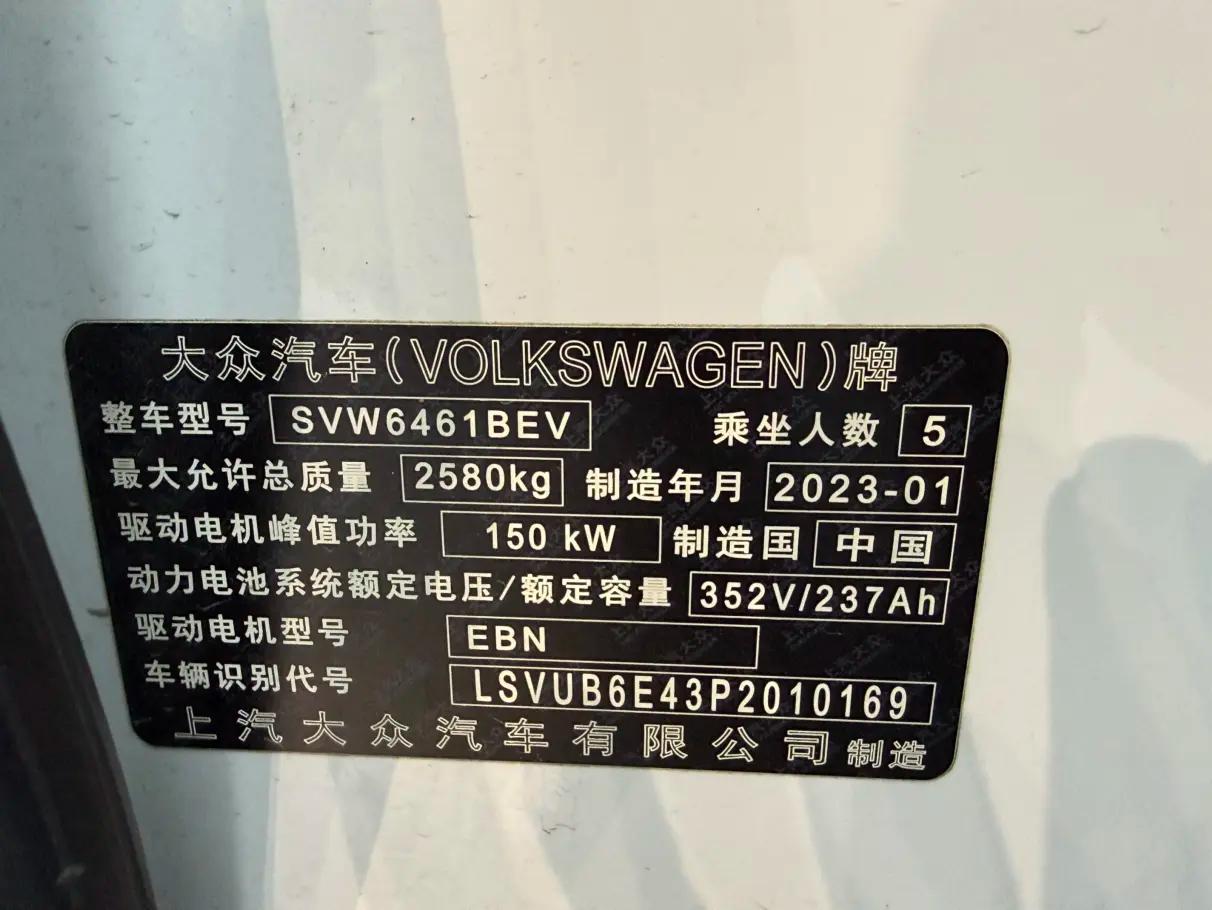 大众汽车(VOLKSWAGEN)牌
整车型号 SVW6461BEV 乘坐人数 5
最大允许总质量 2580kg 制造年月 2023-01
驱动电机峰值功率 150 kW 制造国 中国
动力电池系统额定电压/额定容量 352V/237Ah
驱动电机型号 EBN
车辆识别代号 LSVUB6E43P2010169
上汽大众汽车有限公司 制造